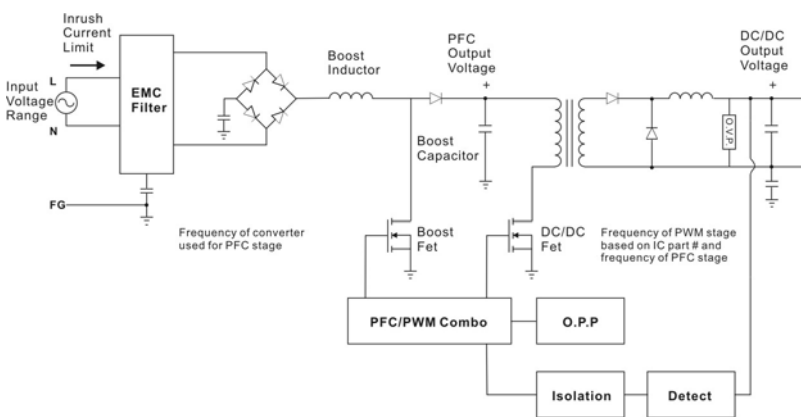 Inrush
Current
Limit
Input
Voltage
Range
L
N
EMC
Filter
FG
Boost
Inductor
PFC
Output
Voltage
+
DC/DC
Output
Voltage
+
Boost
Capacitor
O.V.P.
Frequency of converter
used for PFC stage
Boost
Fet
DC/DC
Fet
Frequency of PWM stage
based on IC part # and
frequency of PFC stage
PFC/PWM Combo
O.P.P
Isolation
Detect